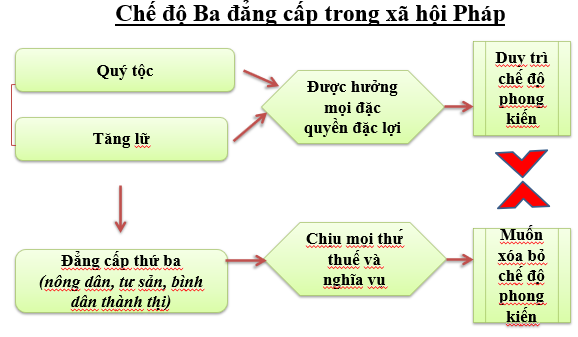 Chế độ Ba đẳng cấp trong xã hội Pháp
Quý tộc
Tăng lữ
Được hưởng
mọi đặc
quyền đặc lợi
Duy trì
chế độ
phong
kiến
Đẳng cấp thứ ba
(nông dân, tư sản, bình
dân thành thị)
Chịu mọi thứ
thuế và
nghĩa vụ
Muốn
xóa bỏ
chế độ
phong
kiến